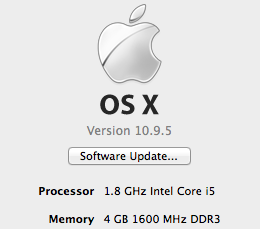 OS X
Version 10.9.5
Software Update...
Processor 1.8 GHz Intel Core i5
Memory 4 GB 1600 MHz DDR3